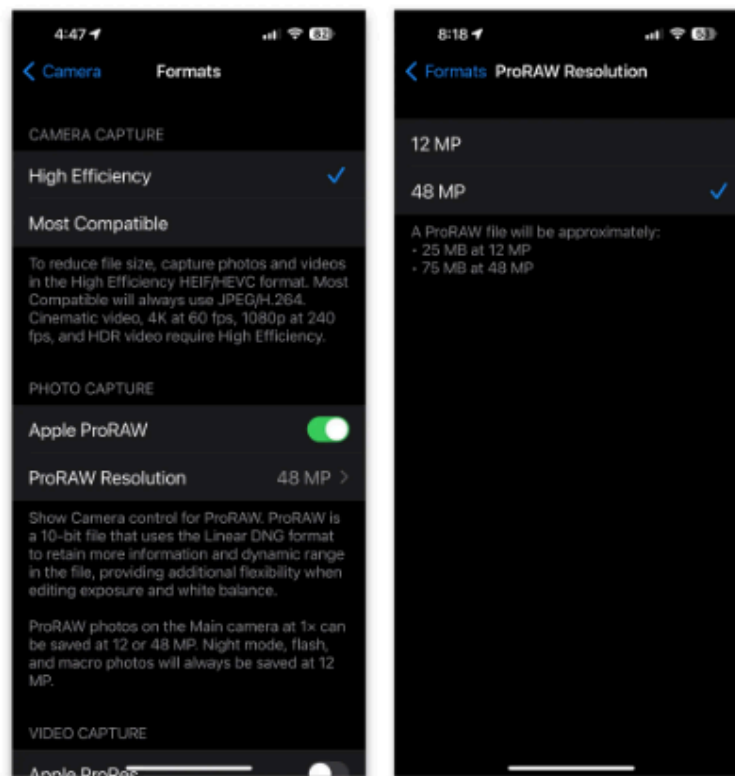 4:47
82
Camera
Formats
CAMERA CAPTURE
High Efficiency
Most Compatible
To reduce file size, capture photos and videos
in the High Efficiency HEIF/HEVC format. Most
Compatible will always use JPEG/H.264.
Cinematic video, 4K at 60 fps, 1080p at 240
fps, and HDR video require High Efficiency.
PHOTO CAPTURE
Apple ProRAW
ProRAW Resolution 48 MP
Show Camera control for ProRAW. ProRAW is
a 10-bit file that uses the Linear DNG format
to retain more information and dynamic range
in the file, providing additional flexibility when
editing exposure and white balance.
ProRAW photos on the Main camera at 1× can
be saved at 12 or 48 MP. Night mode, flash,
and macro photos will always be saved at 12
MP.
VIDEO CAPTURE
Apple ProRes
8:18
Formats
ProRAW Resolution
12 MP
48 MP
A ProRAW file will be approximately:
• 25 MB at 12 MP
• 75 MB at 48 MP